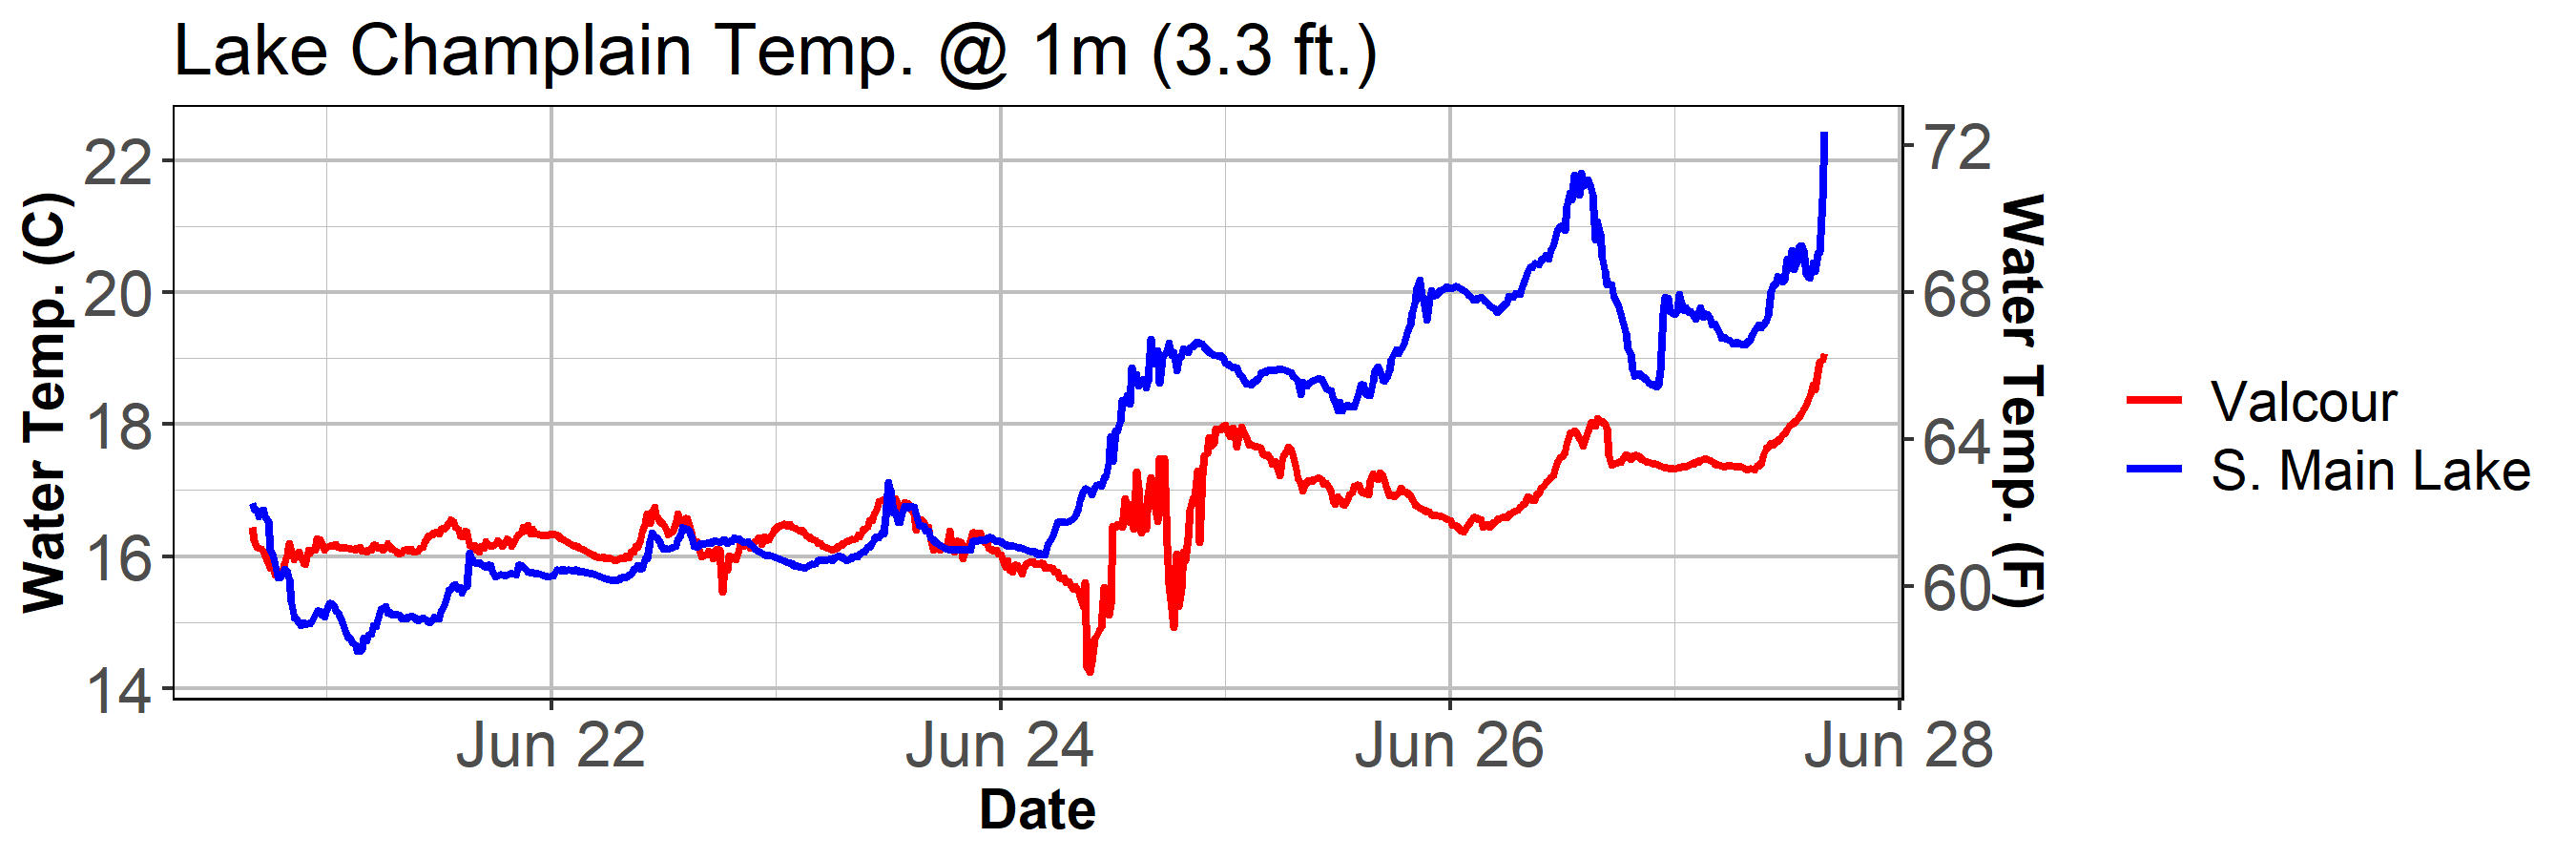 Lake Champlain Temp. @ 1m (3.3 ft.)
Water Temp. (C)
22
20
18
16
14
72
68
64
60
Water Temp. (F)
Jun 22
Jun 24
Jun 26
Jun 28
Date
Valcour
S. Main Lake